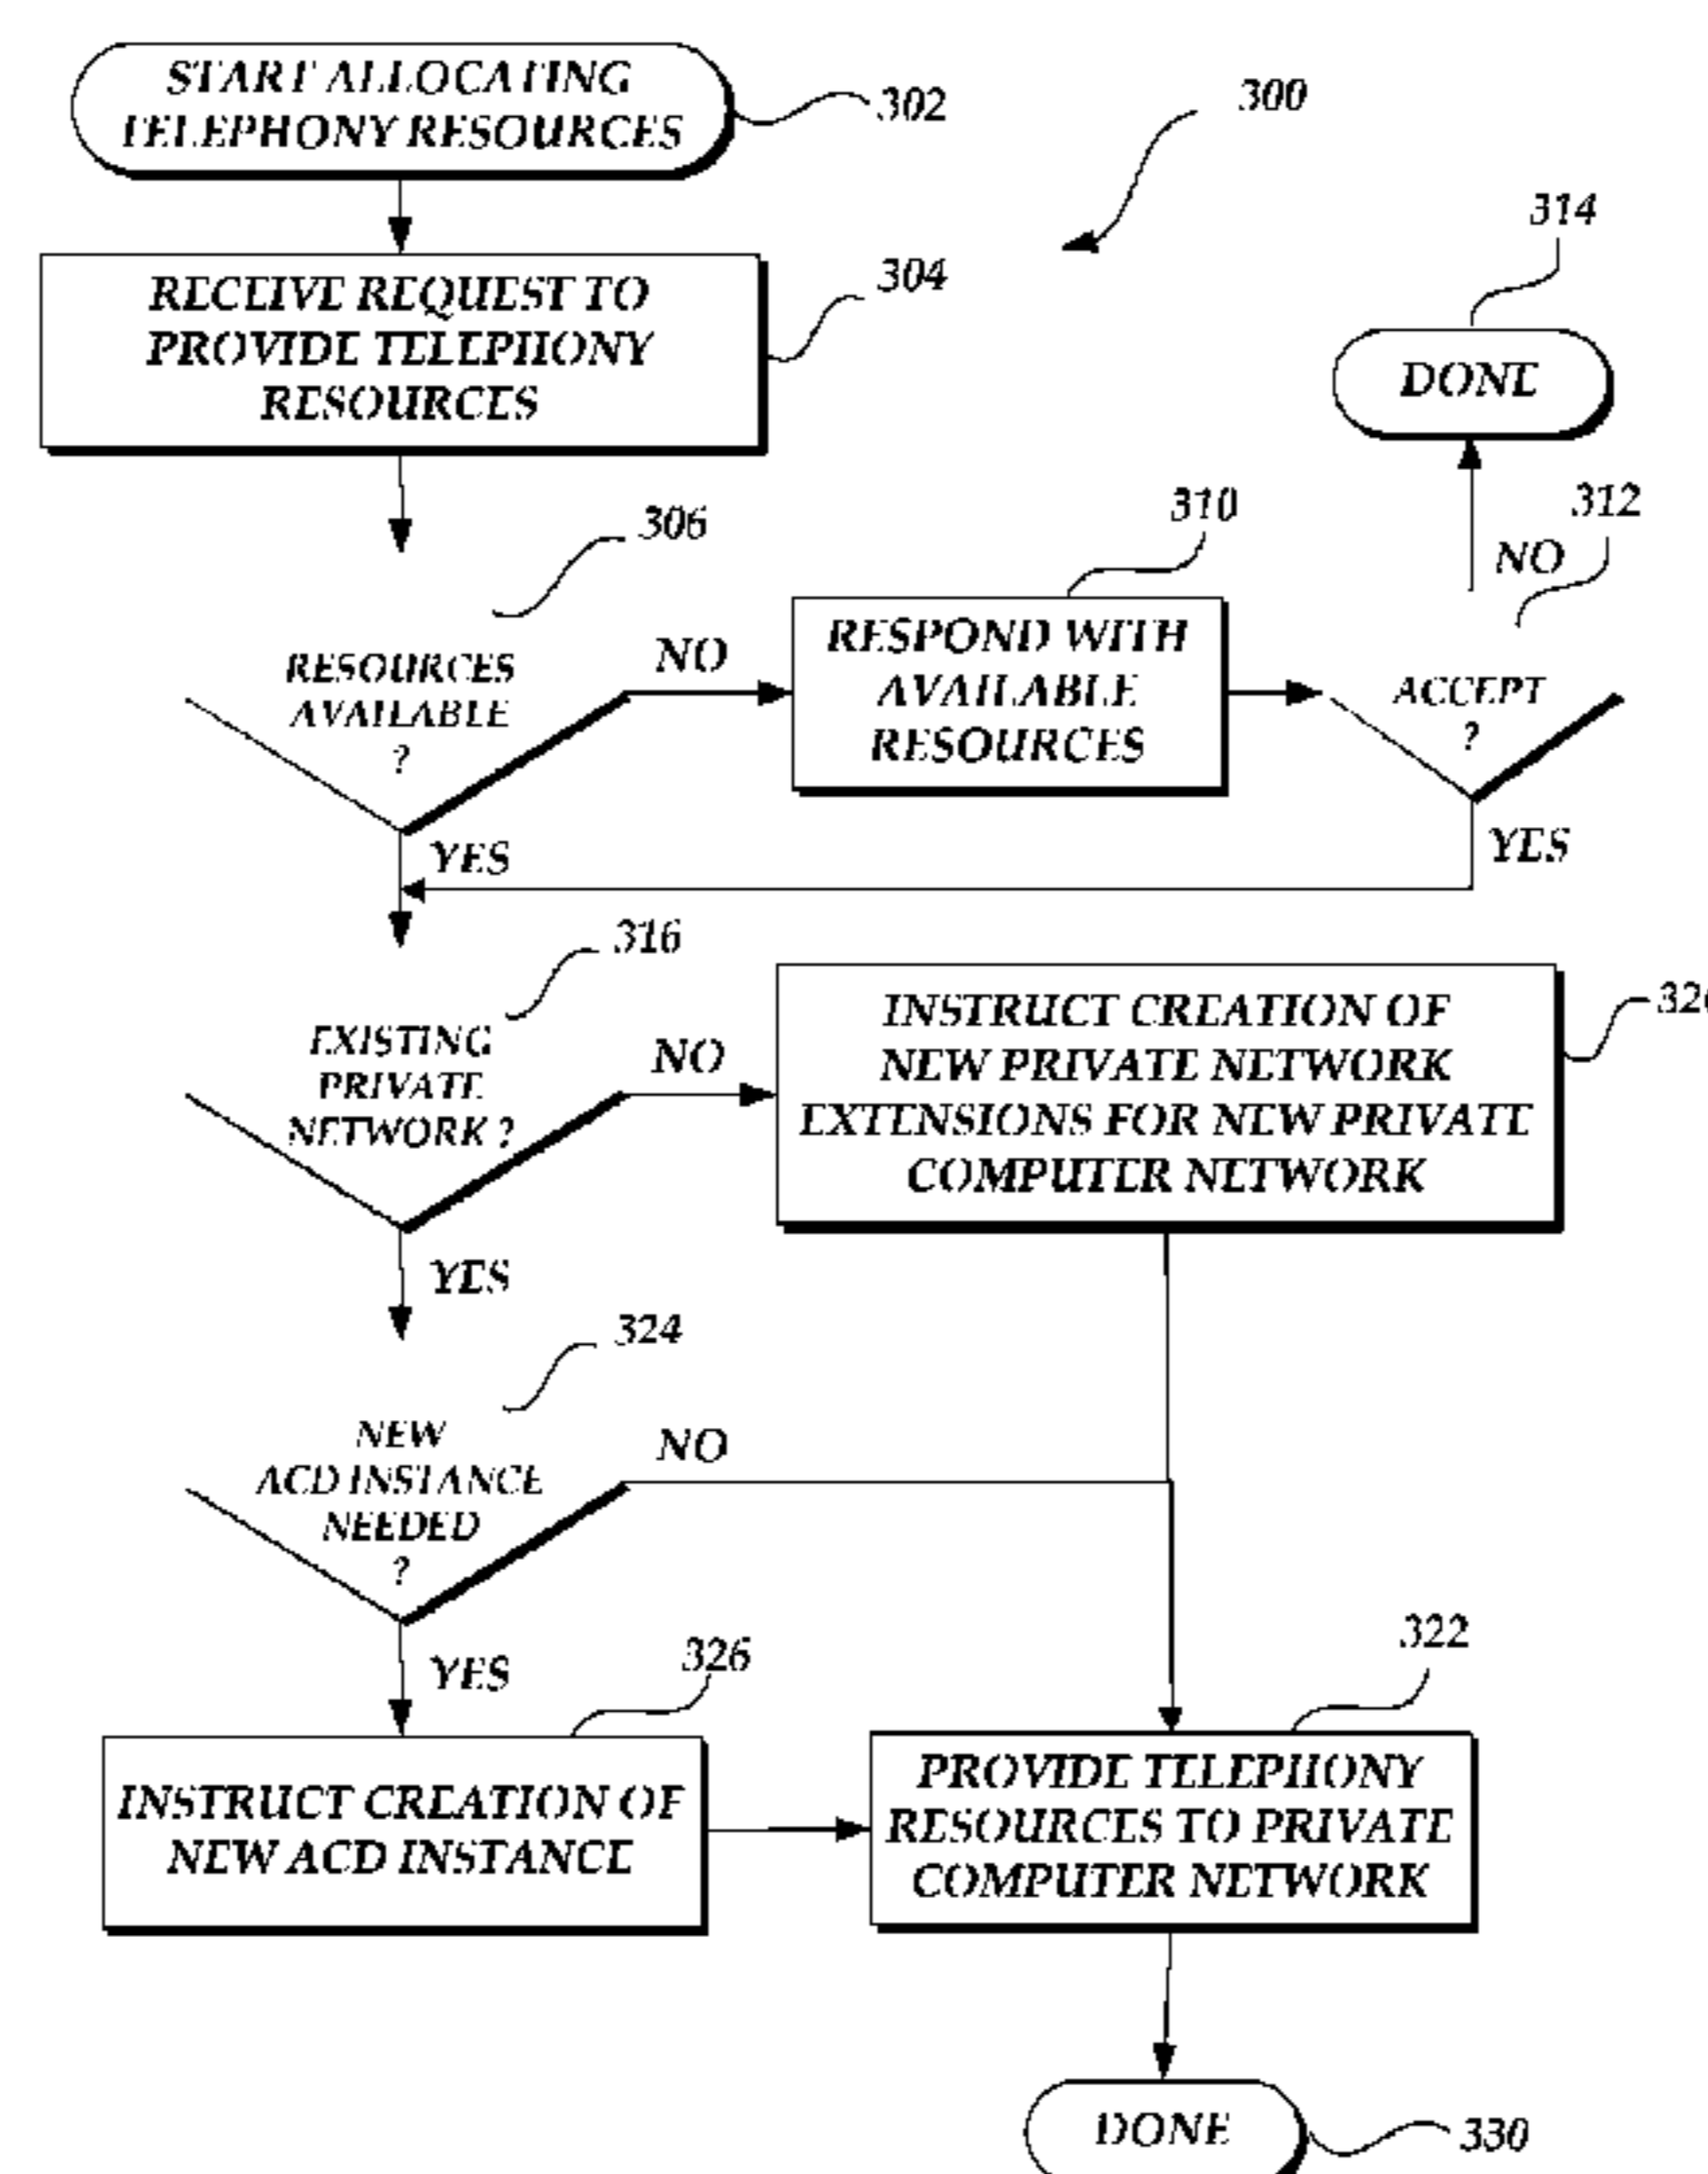 START ALLOCATING
TELEPHONY RESOURCES
302
300
RECEIVE REQUEST TO
PROVIDE TELEPHONY
RESOURCES
304
314
DONE
306
310
312
NO
RESOURCES
AVAILABLE
?
NO
RESPOND WITH
AVAILABLE
RESOURCES
ACCEPT
?
YES
YES
316
EXISTING
PRIVATE
NETWORK ?
NO
INSTRUCT CREATION OF
NEW PRIVATE NETWORK
EXTENSIONS FOR NEW PRIVATE
COMPUTER NETWORK
YES
324
NEW
ACD INSTANCE
NEEDED
?
NO
YES
326
322
INSTRUCT CREATION OF
NEW ACD INSTANCE
PROVIDE TELEPHONY
RESOURCES TO PRIVATE
COMPUTER NETWORK
DONE
330